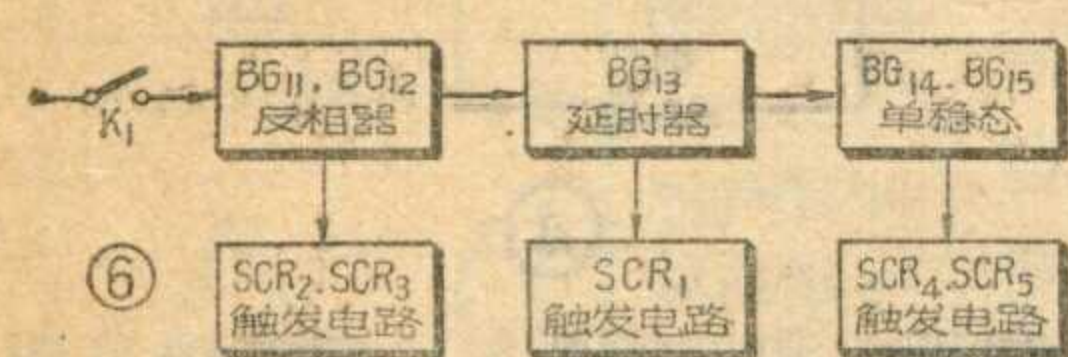 K₁
BG₁₁、BG₁₂
反相器
BG₁₃
延时器
BG₁₄、BG₁₅
单稳态
⑥
SCR₂、SCR₃
触发电路
SCR₁
触发电路
SCR₄、SCR₅
触发电路